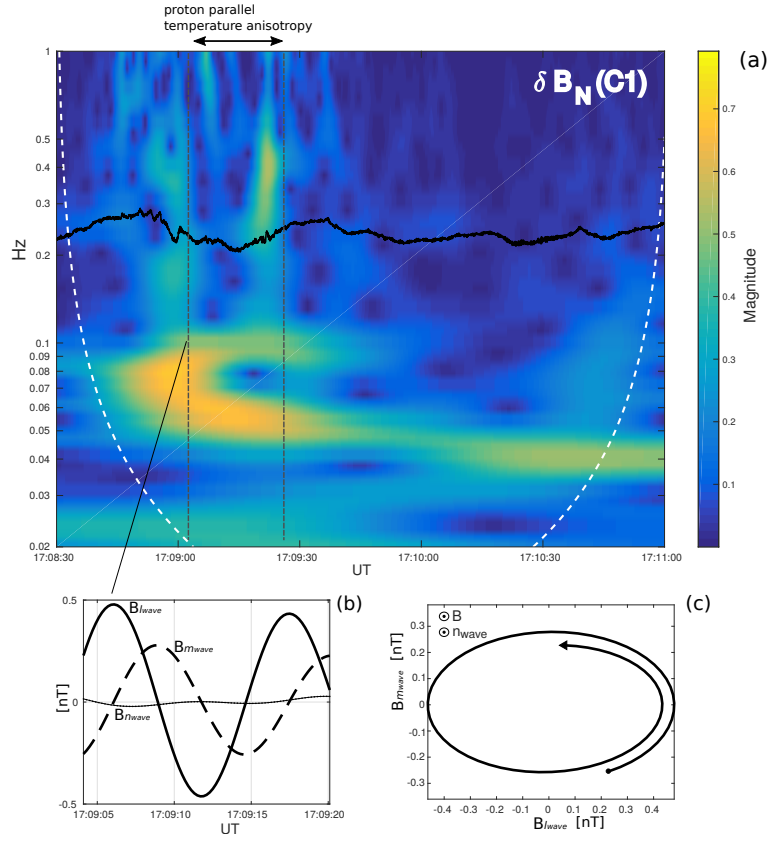 proton parallel
temperature anisotropy
(a)
δ B_N (C1)
Hz
1
0.5
0.4
0.3
0.2
0.1
0.09
0.08
0.07
0.06
0.05
0.04
0.03
0.02
17:08:30 17:09:00 17:09:30 17:10:00 17:10:30 17:11:00
UT
Magnitude
0.7
0.6
0.5
0.4
0.3
0.2
0.1
(b)
B_lwave
B_mwave
B_nwave
[nT]
0.5
0
-0.5
17:09:05 17:09:10 17:09:15 17:09:20
UT
(c)
⊙ B
⊙ n_wave
B_mwave [nT]
0.3
0.2
0.1
0
-0.1
-0.2
-0.3
-0.4 -0.3 -0.2 -0.1 0 0.1 0.2 0.3 0.4
B_lwave [nT]